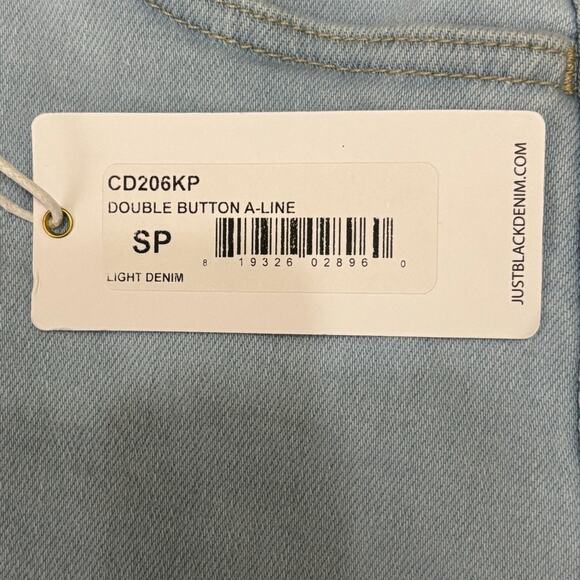 CD206KP
DOUBLE BUTTON A-LINE
SP
8 19326 02896 0
LIGHT DENIM
JUSTBLACKDENIM.COM